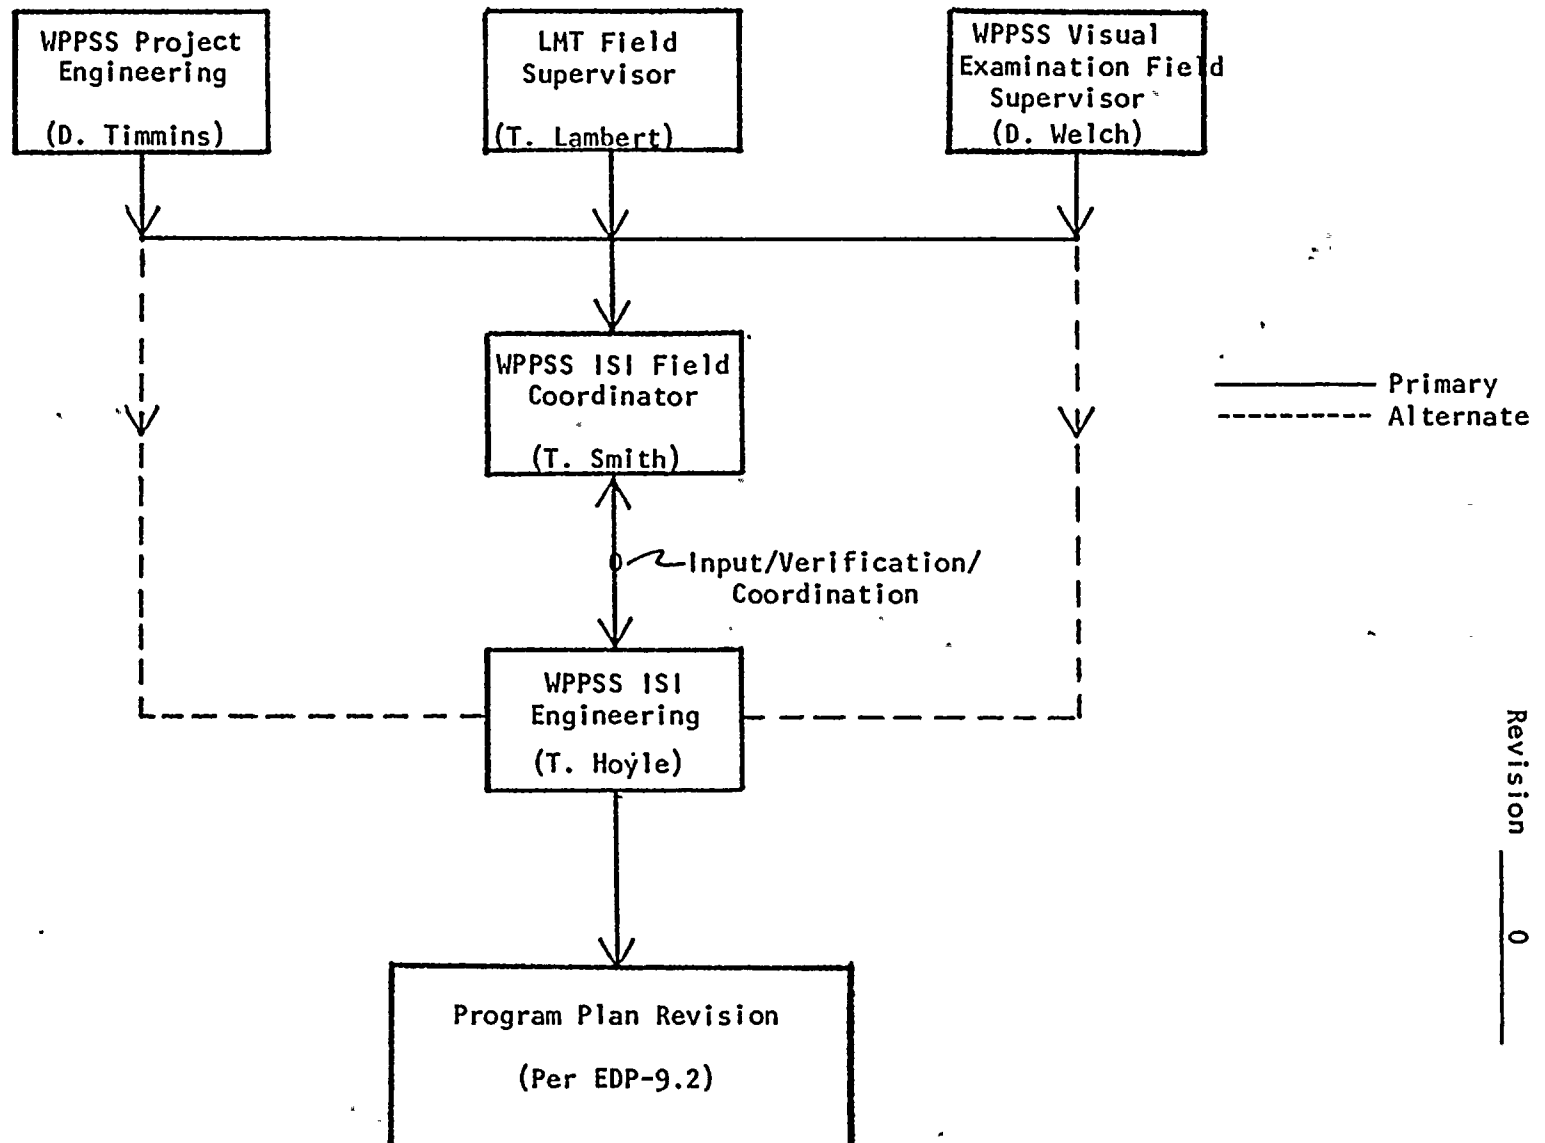 WPPSS Project
Engineering
(D. Timmins)
LMT Field
Supervisor
(T. Lambert)
WPPSS Visual
Examination Field
Supervisor
(D. Welch)
WPPSS ISI Field
Coordinator
(T. Smith)
Primary
Alternate
Input/Verification/
Coordination
WPPSS ISI
Engineering
(T. Hoyle)
Revision 0
Program Plan Revision
(Per EDP-9.2)